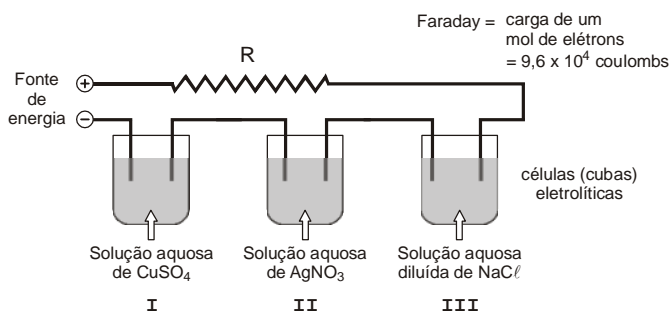 Faraday = carga de um
mol de elétrons
= 9,6 x 10⁴ coulombs
R
Fonte
de
energia
+
–
células (cubas)
eletrolíticas
Solução aquosa
de CuSO₄
I
Solução aquosa
de AgNO₃
II
Solução aquosa
diluída de NaCℓ
III